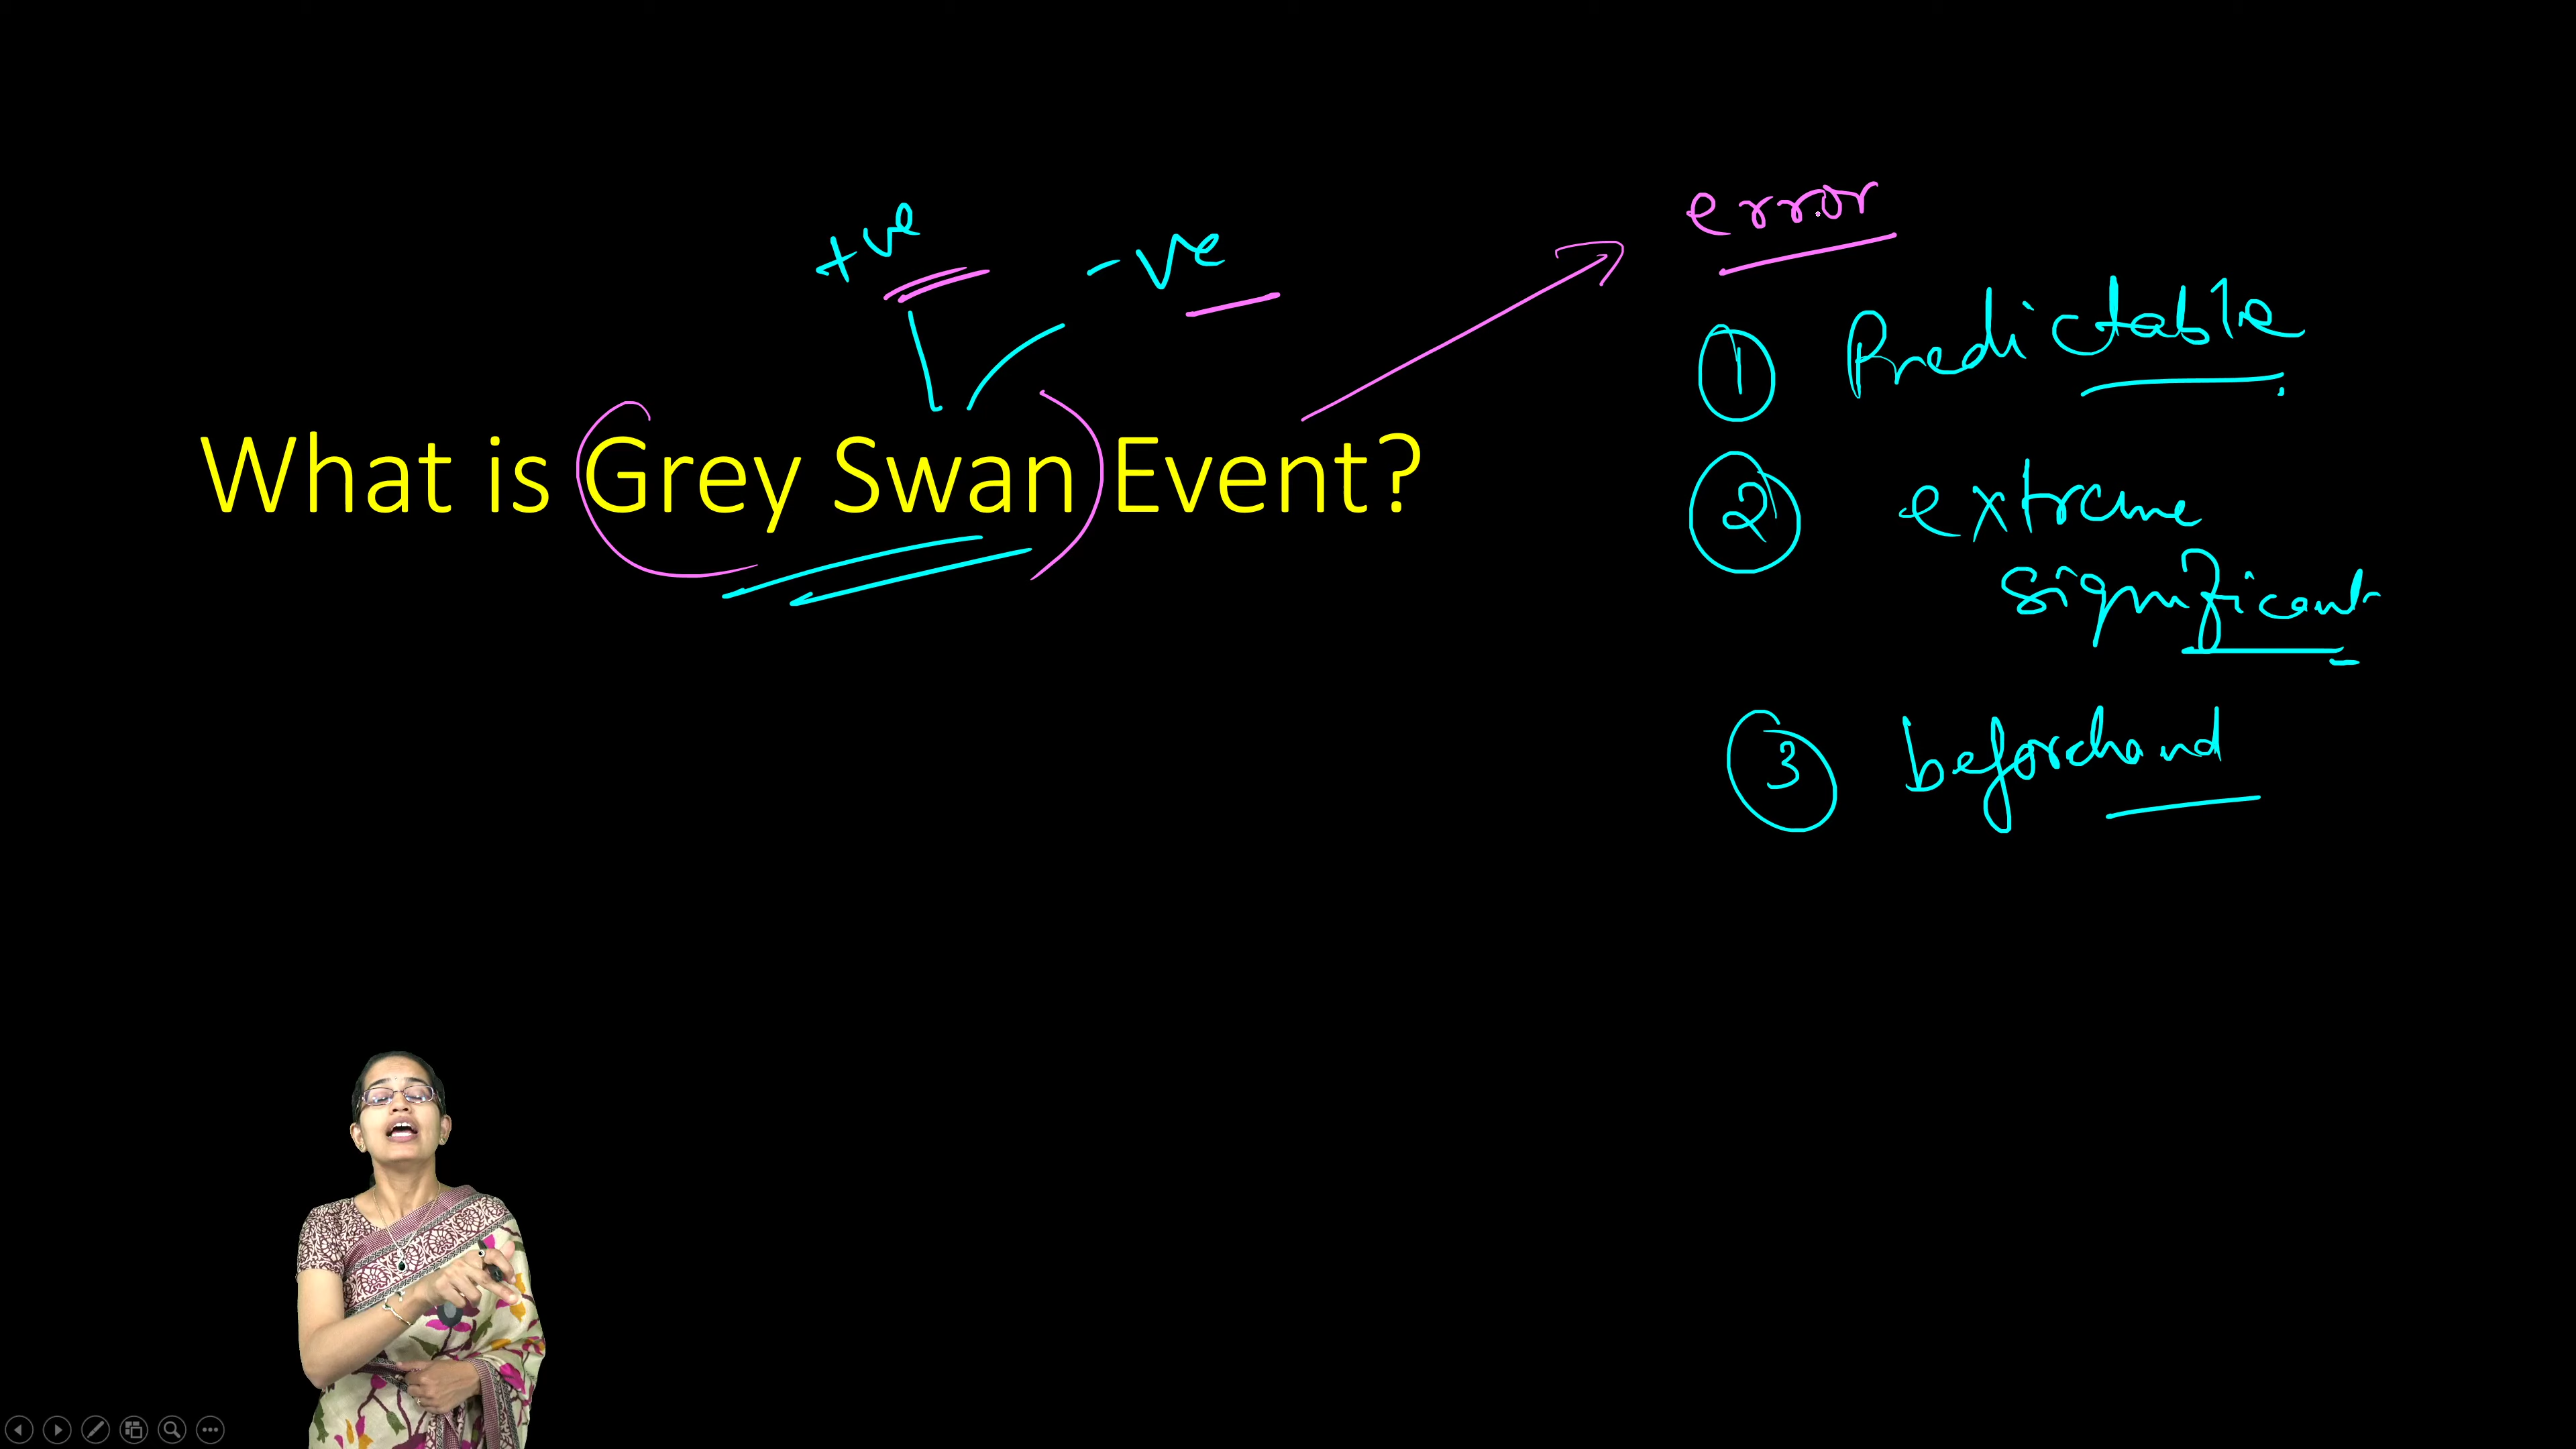 +ve
-ve
What is Grey Swan Event?
error
1 Predictable
2 extreme
significant
3 beforehand